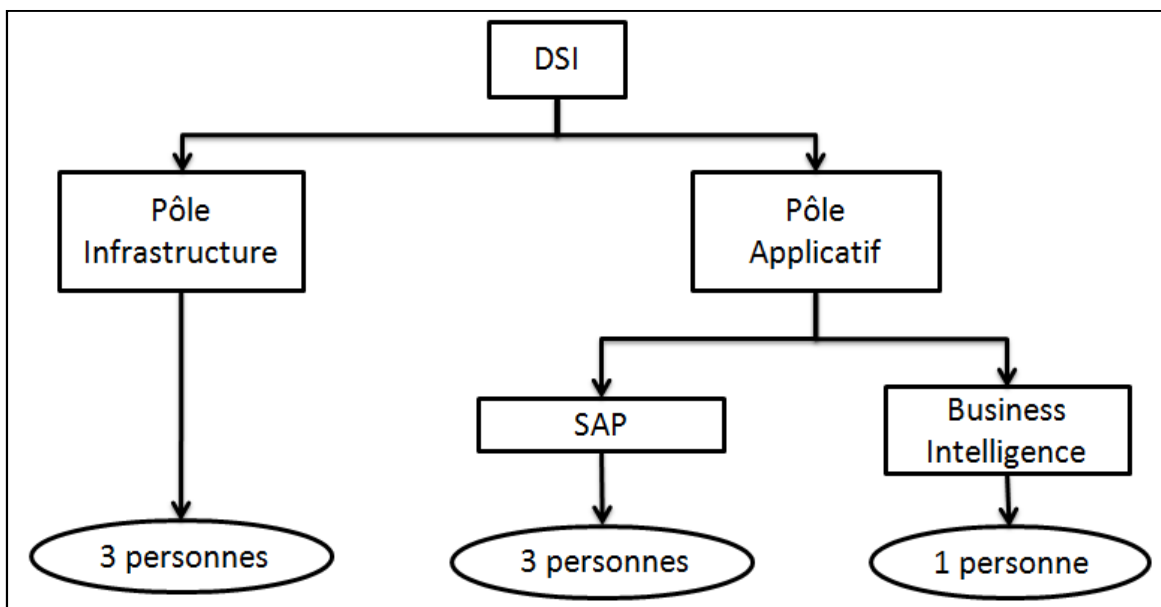 DSI
Pôle
Infrastructure
Pôle
Applicatif
SAP
Business
Intelligence
3 personnes
3 personnes
1 personne